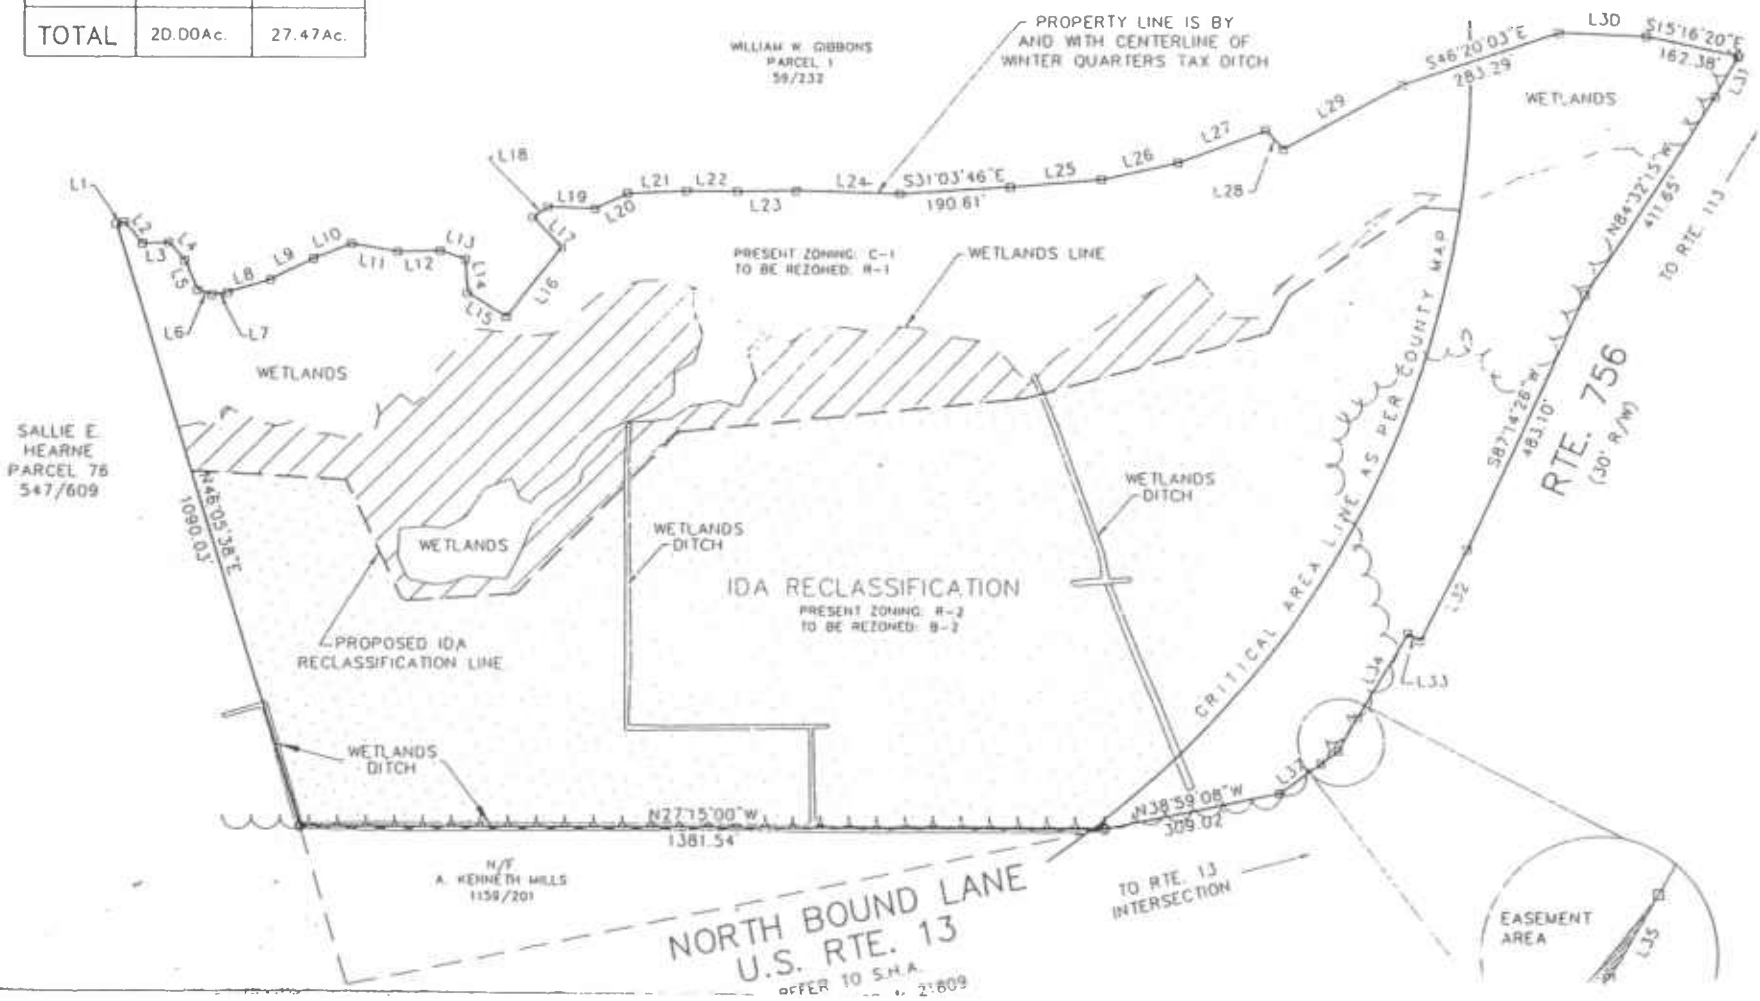 TOTAL 20.00Ac. 27.47Ac.
WILLIAM W. GIBBONS
PARCEL 1
59/232
PROPERTY LINE IS BY
AND WITH CENTERLINE OF
WINTER QUARTERS TAX DITCH
S46°20'03"E
283.29'
L30
S15°16'20"E
162.38'
L31
WETLANDS
L1
L2
L3
L4
L5
L6
L7
L8
L9
L10
L11
L12
L13
L14
L15
L16
L17
L18
L19
L20
L21
L22
L23
L24
S31°03'46"E
190.61'
L25
L26
L27
L28
L29
N84°32'15"W
411.65'
TO RTE. 113
PRESENT ZONING: C-1
TO BE REZONED: R-1
WETLANDS LINE
WETLANDS
SALLIE E.
HEARNE
PARCEL 76
547/609
N46°05'38"E
1090.03'
WETLANDS
WETLANDS
DITCH
WETLANDS
DITCH
IDA RECLASSIFICATION
PRESENT ZONING: R-2
TO BE REZONED: B-2
CRITICAL AREA LINE AS PER COUNTY MAP
S87°14'26"W
483.10'
RTE. 756
(30' R/W)
L32
L33
L34
PROPOSED IDA
RECLASSIFICATION LINE
WETLANDS
DITCH
N27°15'00"W
1381.54'
N38°59'08"W
309.02'
L37
N/F
A. KENNETH MILLS
1159/201
NORTH BOUND LANE
U.S. RTE. 13
REFER TO S.H.A.
TO RTE. 13
INTERSECTION
EASEMENT
AREA
L35